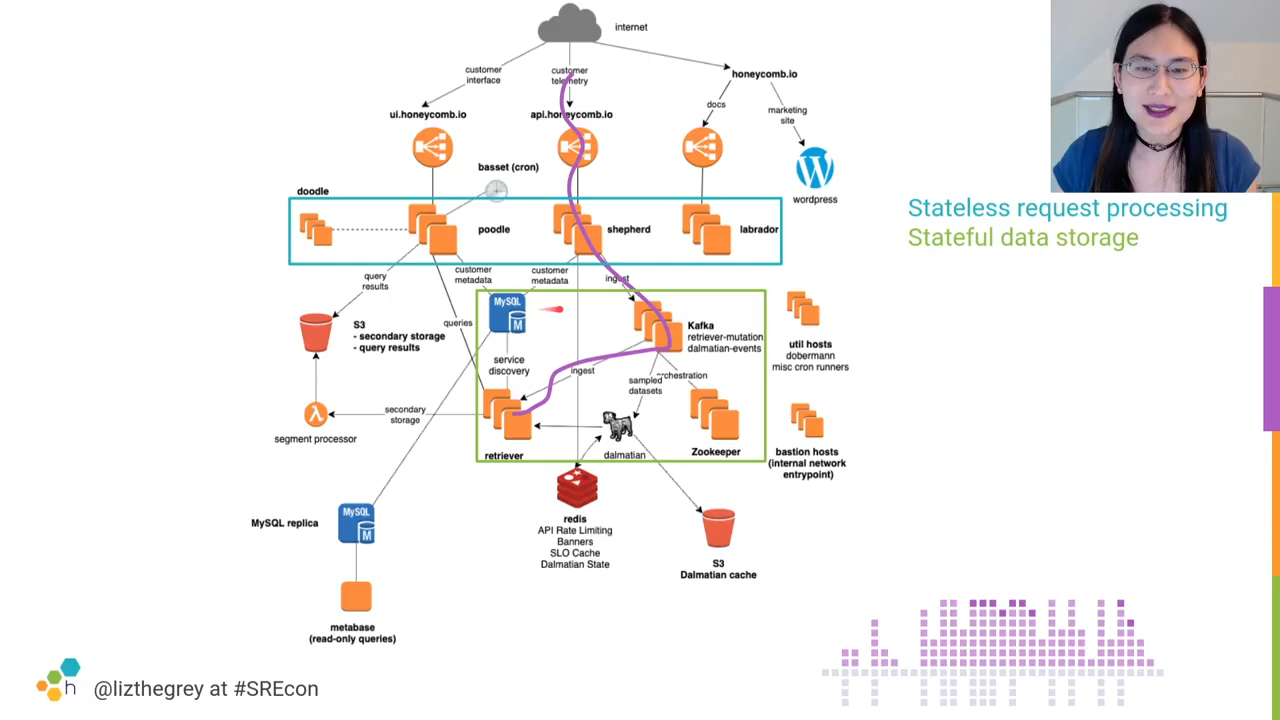 internet
customer
interface
customer
telemetry
honeycomb.io
docs
marketing
site
ui.honeycomb.io
api.honeycomb.io
wordpress
basset (cron)
doodle
poodle
shepherd
labrador
Stateless request processing
Stateful data storage
query
results
customer
metadata
customer
metadata
ingest
MySQL
M
S3
- secondary storage
- query results
queries
service
discovery
Kafka
retriever-mutation
dalmatian-events
util hosts
dobermann
misc cron runners
ingest
sampled
datasets
orchestration
secondary
storage
λ
segment processor
retriever
dalmatian
Zookeeper
bastion hosts
(internal network
entrypoint)
redis
API Rate Limiting
Banners
SLO Cache
Dalmatian State
S3
Dalmatian cache
MySQL replica
MySQL
M
metabase
(read-only queries)
h
@lizthegrey at #SREcon